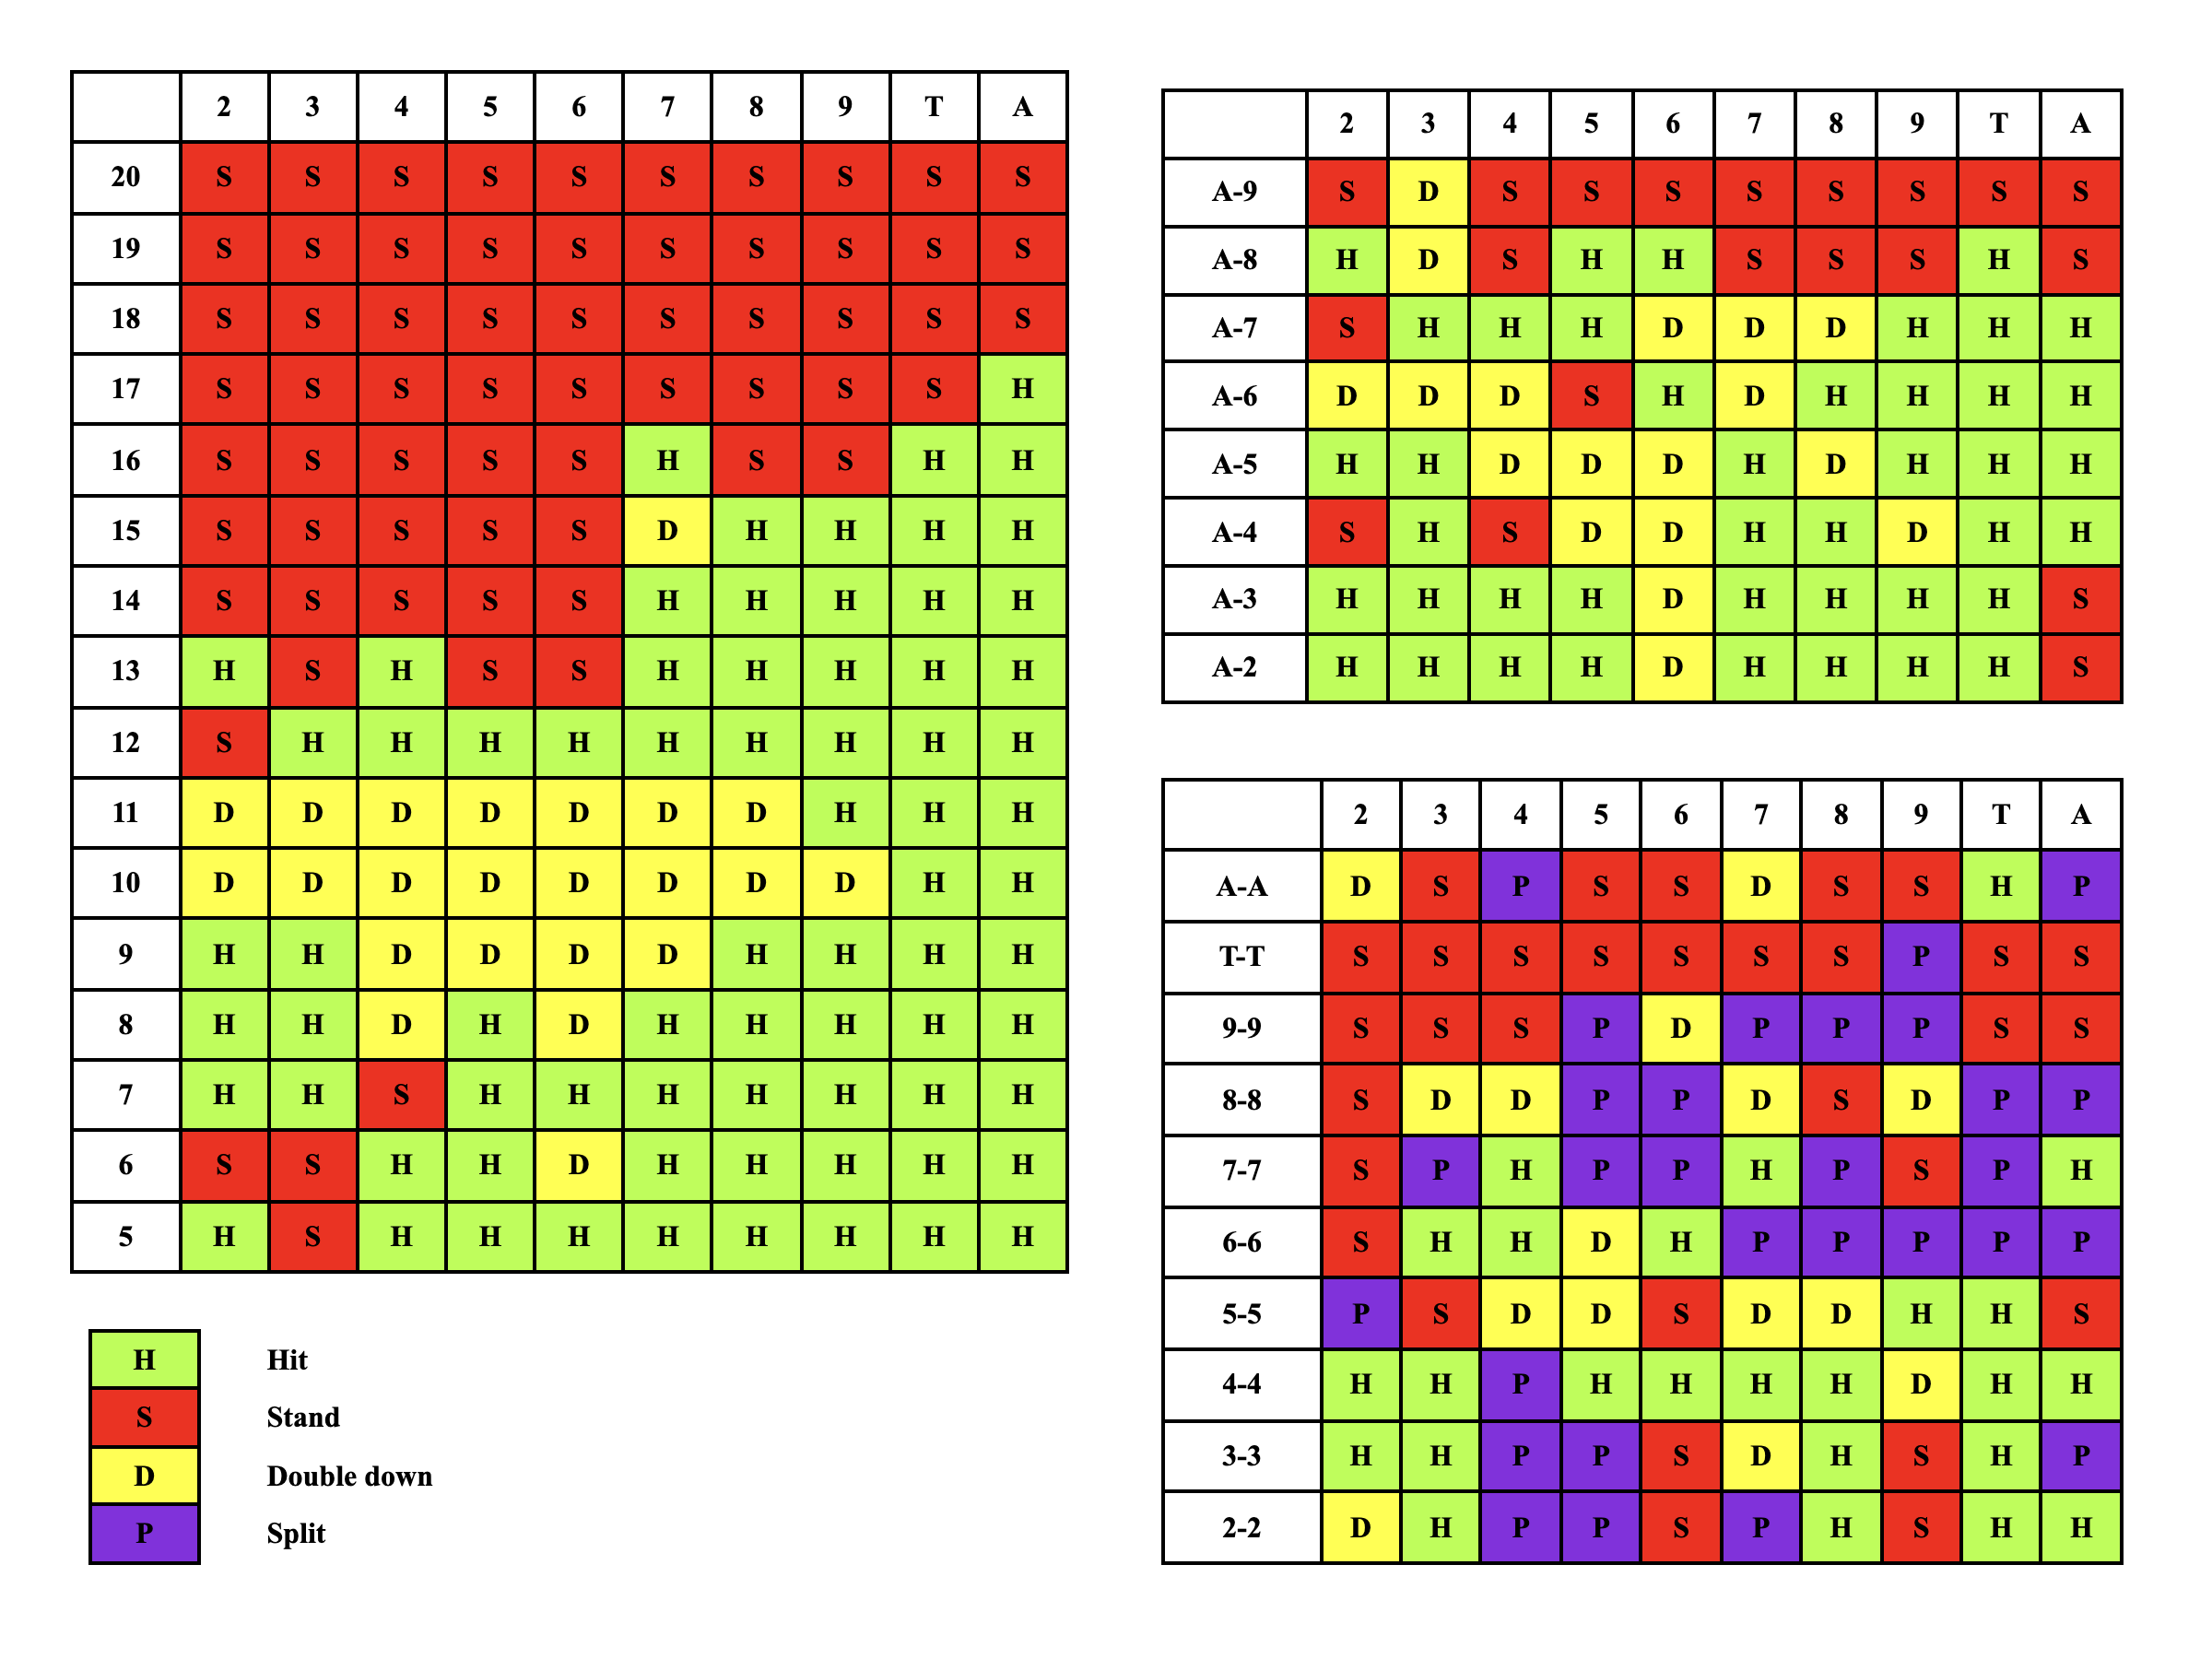 2 3 4 5 6 7 8 9 T A
20 S S S S S S S S S S
19 S S S S S S S S S S
18 S S S S S S S S S S
17 S S S S S S S S S H
16 S S S S S H S S H H
15 S S S S S D H H H H
14 S S S S S H H H H H
13 H S H S S H H H H H
12 S H H H H H H H H H
11 D D D D D D D H H H
10 D D D D D D D D H H
9 H H D D D D H H H H
8 H H D H D H H H H H
7 H H S H H H H H H H
6 S S H H D H H H H H
5 H S H H H H H H H H
H Hit
S Stand
D Double down
P Split
2 3 4 5 6 7 8 9 T A
A-9 S D S S S S S S S S
A-8 H D S H H S S S H S
A-7 S H H H D D D H H H
A-6 D D D S H D H H H H
A-5 H H D D D H D H H H
A-4 S H S D D H H D H H
A-3 H H H H D H H H H S
A-2 H H H H D H H H H S
2 3 4 5 6 7 8 9 T A
A-A D S P S S D S S H P
T-T S S S S S S S P S S
9-9 S S S P D P P P S S
8-8 S D D P P D S D P P
7-7 S P H P P H P S P H
6-6 S H H D H P P P P P
5-5 P S D D S D D H H S
4-4 H H P H H H H D H H
3-3 H H P P S D H S H P
2-2 D H P P S P H S H H